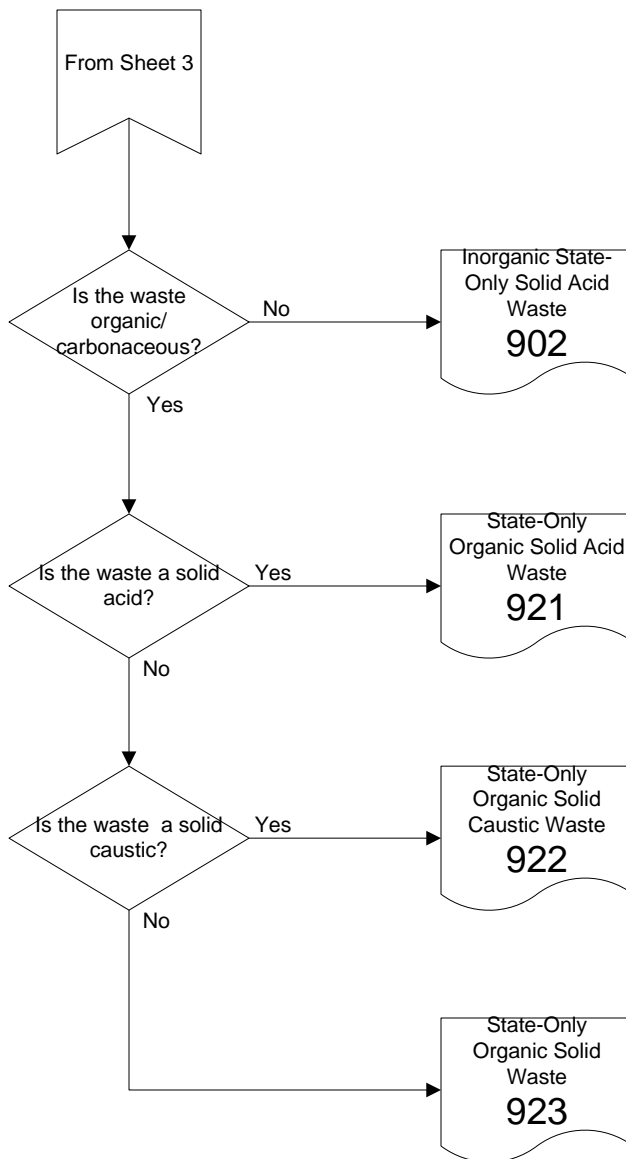 From Sheet 3
Is the waste
organic/
carbonaceous?
No
Inorganic State-
Only Solid Acid
Waste
902
Yes
Is the waste a solid
acid?
Yes
State-Only
Organic Solid Acid
Waste
921
No
Is the waste  a solid
caustic?
Yes
State-Only
Organic Solid
Caustic Waste
922
No
State-Only
Organic Solid
Waste
923